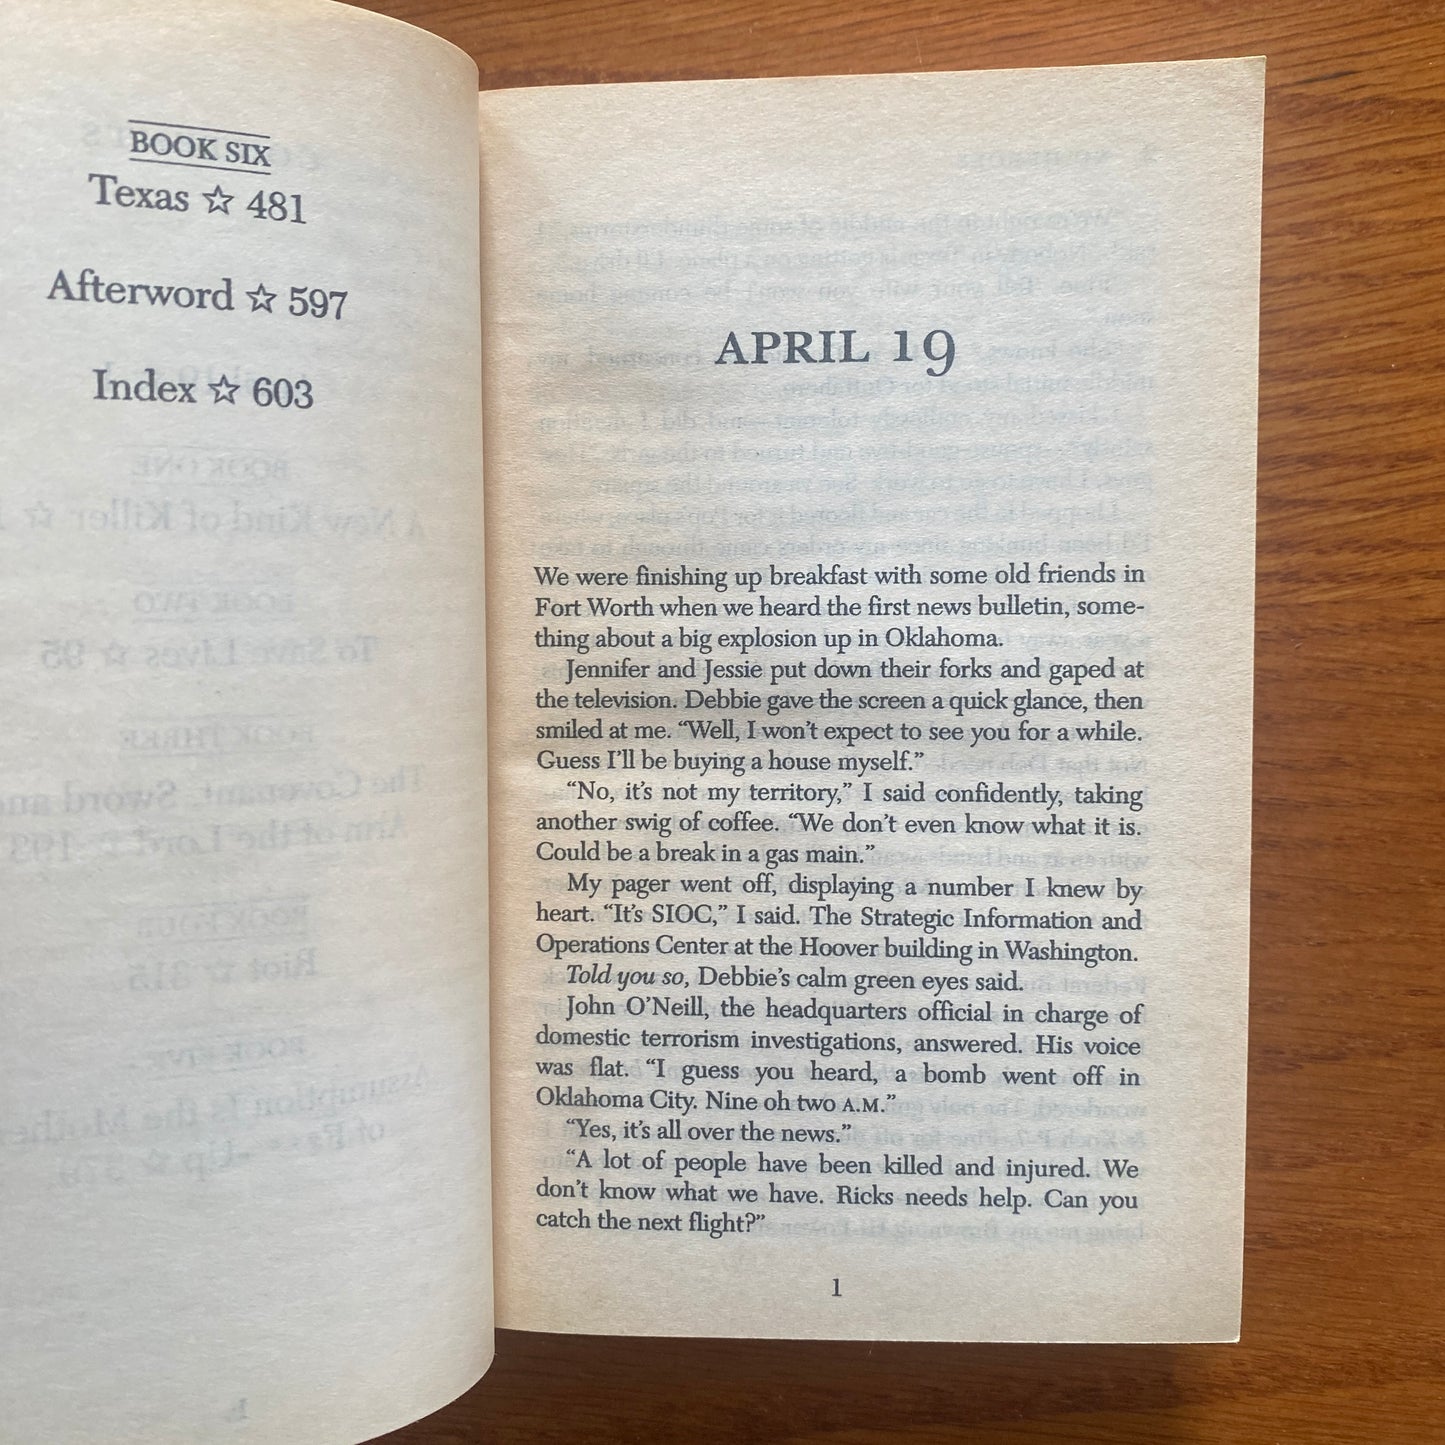 BOOK SIX
Texas ☆ 481
Afterword ☆ 597
Index ☆ 603
APRIL 19
We were finishing up breakfast with some old friends in
Fort Worth when we heard the first news bulletin, some-
thing about a big explosion up in Oklahoma.
Jennifer and Jessie put down their forks and gaped at
the television. Debbie gave the screen a quick glance, then
smiled at me. “Well, I won’t expect to see you for a while.
Guess I’ll be buying a house myself.”
“No, it’s not my territory,” I said confidently, taking
another swig of coffee. “We don’t even know what it is.
Could be a break in a gas main.”
My pager went off, displaying a number I knew by
heart. “It’s SIOC,” I said. The Strategic Information and
Operations Center at the Hoover building in Washington.
Told you so, Debbie’s calm green eyes said.
John O’Neill, the headquarters official in charge of
domestic terrorism investigations, answered. His voice
was flat. “I guess you heard, a bomb went off in
Oklahoma City. Nine oh two A.M.”
“Yes, it’s all over the news.”
“A lot of people have been killed and injured. We
don’t know what we have. Ricks needs help. Can you
catch the next flight?”
1